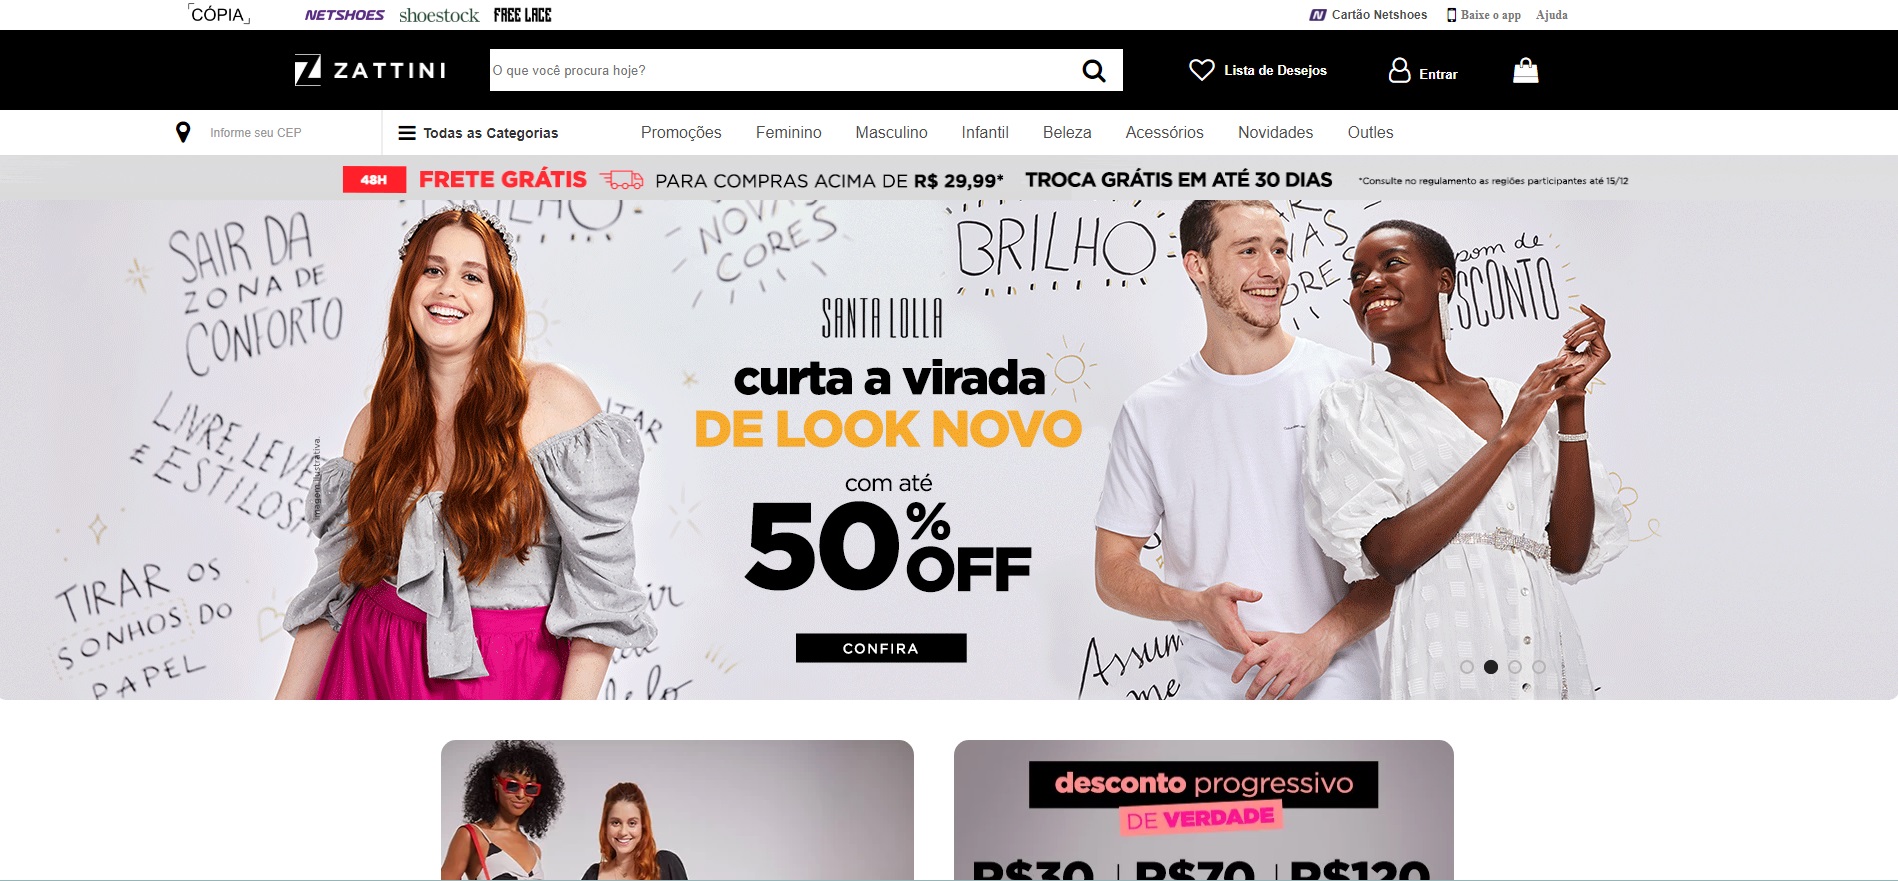 CÓPIA
NETSHOES shoestock FREE LACE
Cartão Netshoes
Baixe o app
Ajuda
ZATTINI
O que você procura hoje?
Lista de Desejos
Entrar
Informe seu CEP
Todas as Categorias
Promoções Feminino Masculino Infantil Beleza Acessórios Novidades Outles
48H FRETE GRÁTIS PARA COMPRAS ACIMA DE R$ 29,99* TROCA GRÁTIS EM ATÉ 30 DIAS *Consulte no regulamento as regiões participantes até 15/12
SAIR DA
ZONA DE
CONFORTO
BRILHO
NOVAS
CORES
BRILHO
LIVRE, LEVE
E ESTILOSA
TIRAR OS
SONHOS DO
PAPEL
imagem ilustrativa.
SANTA LOLLA
curta a virada
DE LOOK NOVO
com até
50% OFF
CONFIRA
bom de
SCONTO
Assum
me
desconto progressivo
DE VERDADE
R$30 R$70 R$120